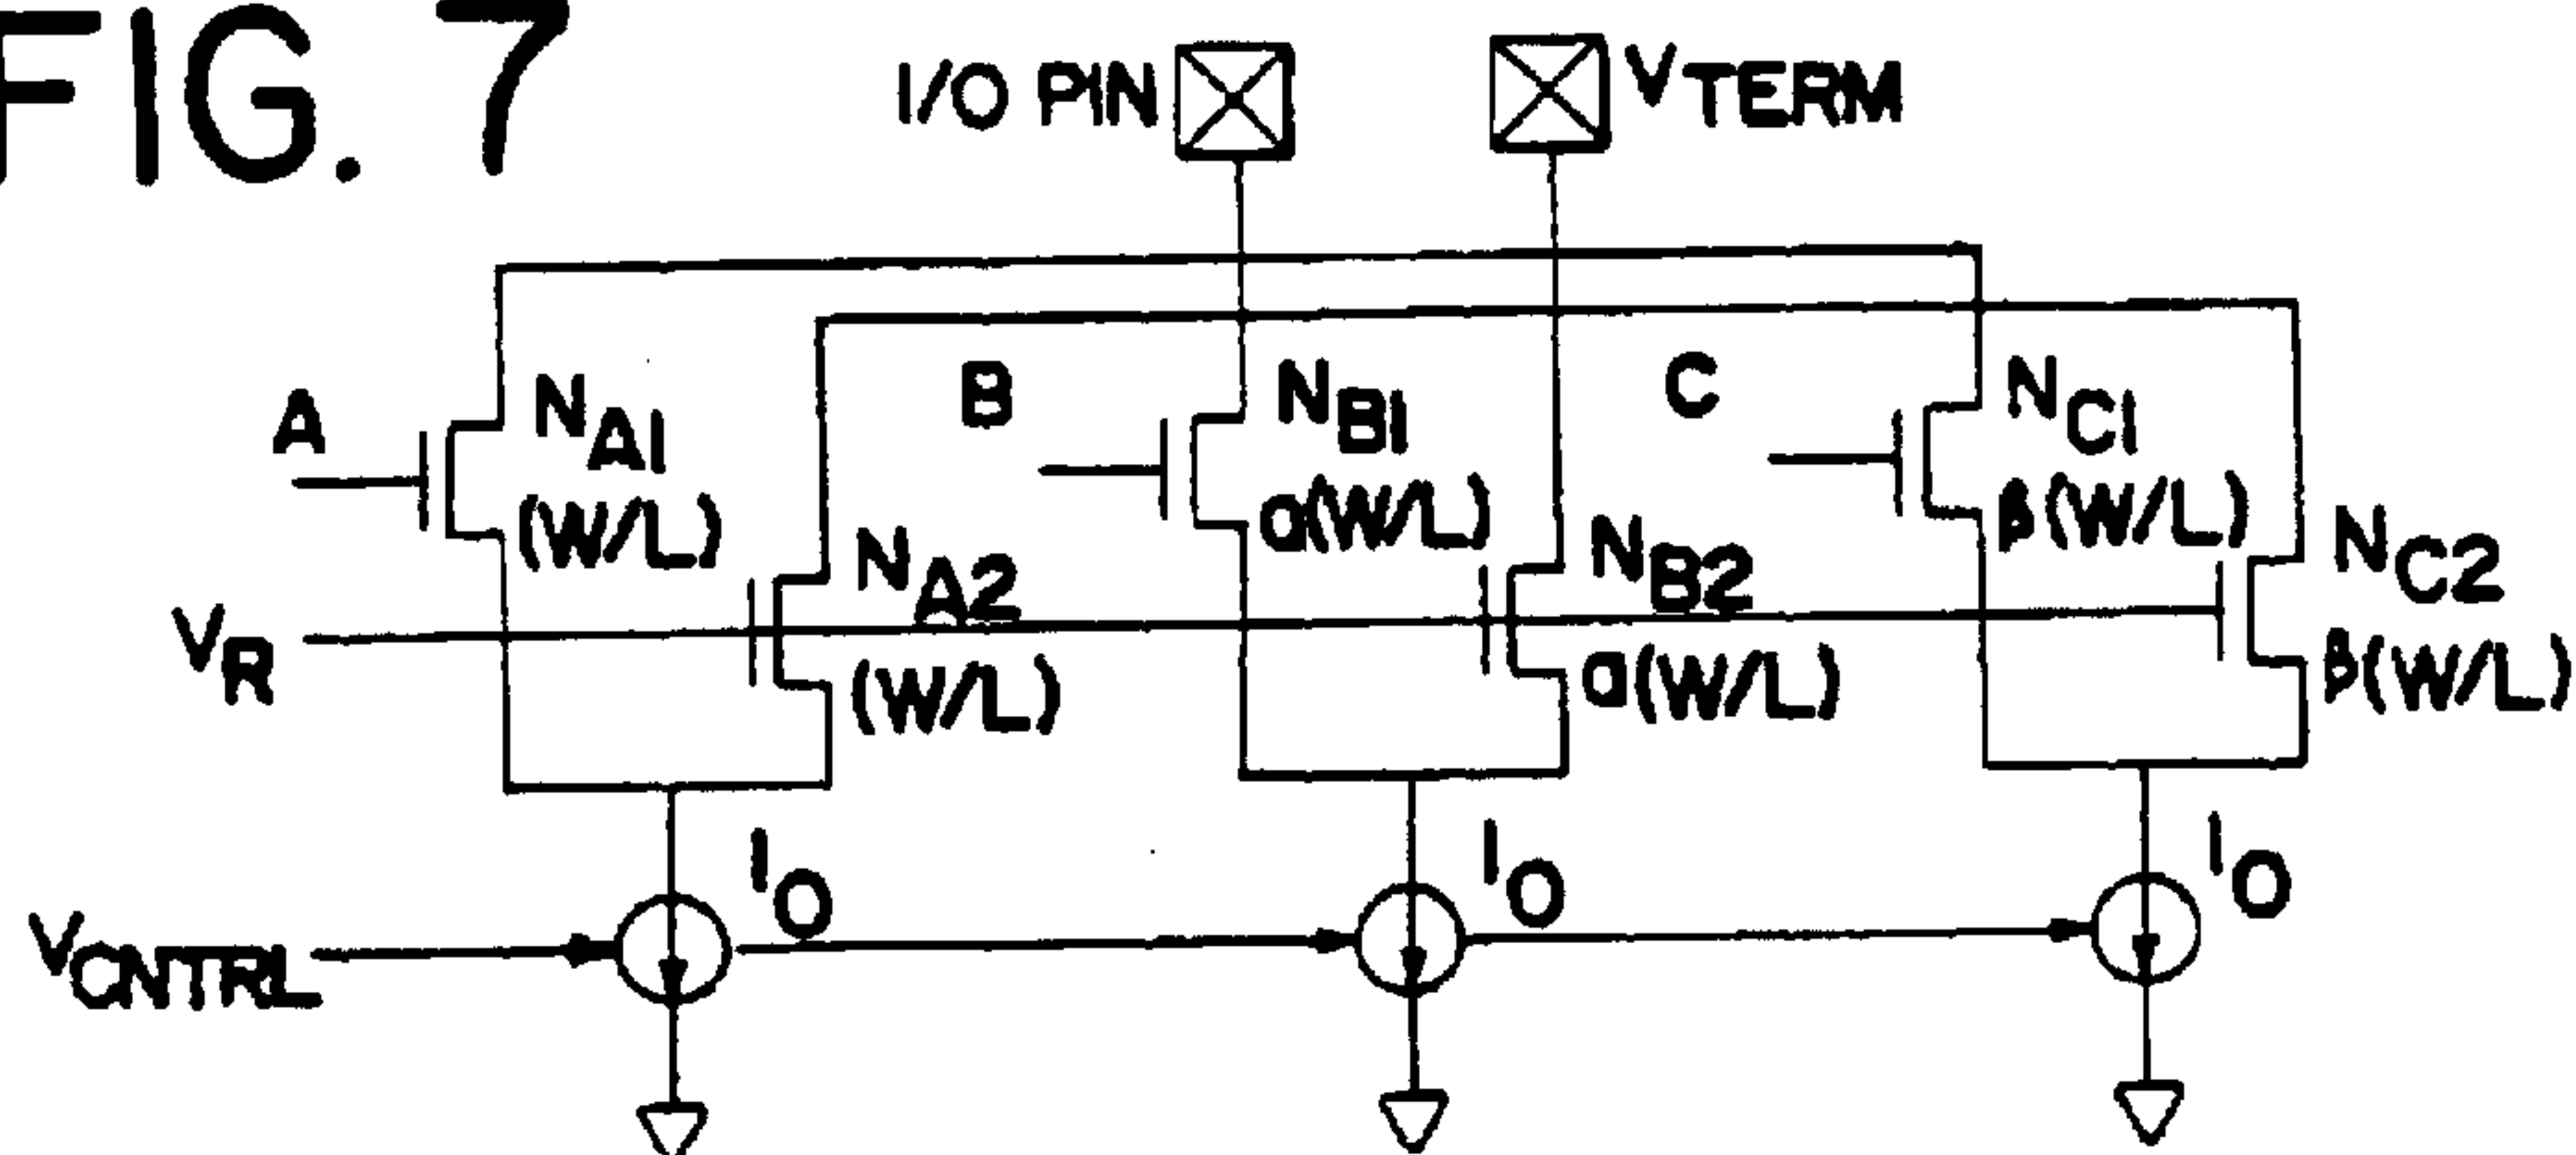 FIG. 7
I/O PIN
VTERM
A
NA1
(W/L)
B
NB1
α(W/L)
C
NC1
β(W/L)
VR
NA2
(W/L)
NB2
α(W/L)
NC2
β(W/L)
VCNTRL
IO
IO
IO